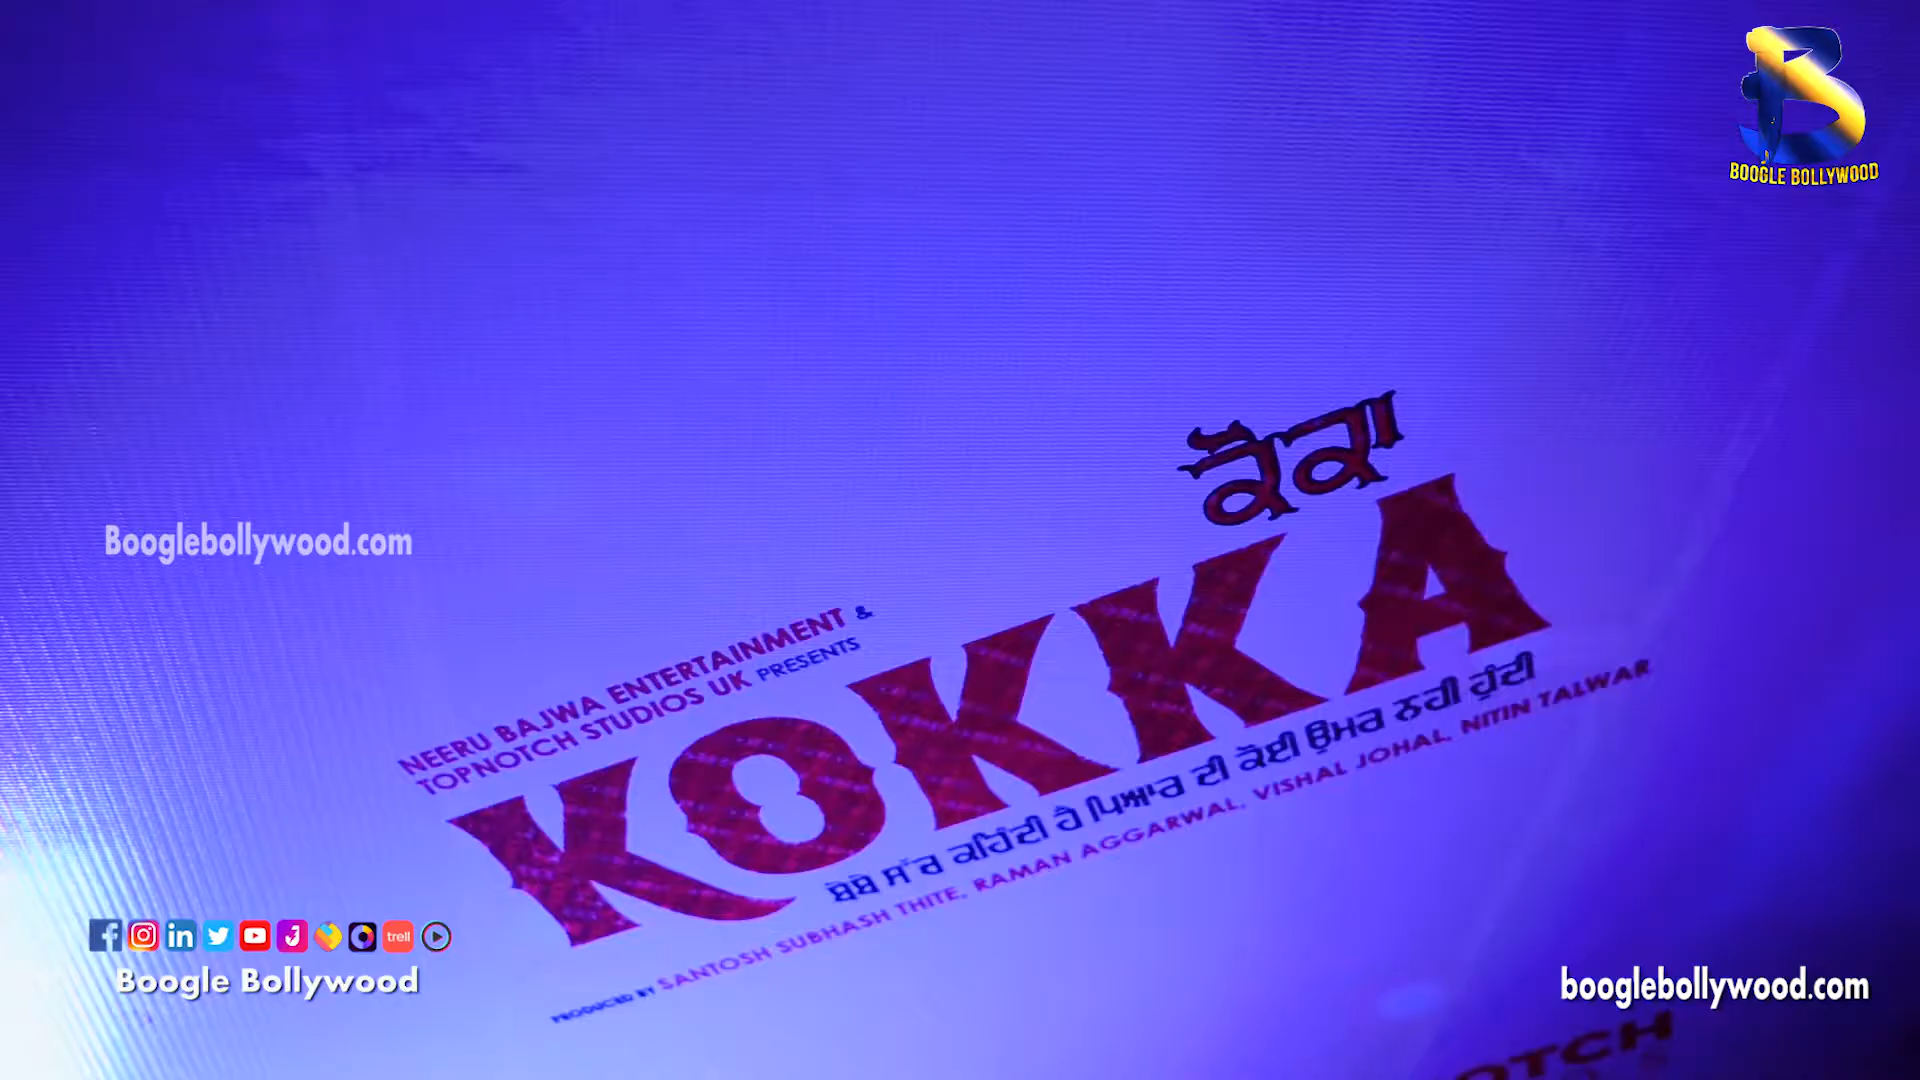 BOOGLE BOLLYWOOD
Booglebollywood.com
NEERU BAJWA ENTERTAINMENT &
TOPNOTCH STUDIOS UK PRESENTS
ਕੋਕਾ
KOKKA
ਬੇਬੇ ਸੱਚ ਕਹਿੰਦੀ ਹੈ ਪਿਆਰ ਦੀ ਕੋਈ ਉਮਰ ਨਹੀ ਹੁੰਦੀ
PRODUCED BY SANTOSH SUBHASH THITE, RAMAN AGGARWAL, VISHAL JOHAL, NITIN TALWAR
trell
Boogle Bollywood
booglebollywood.com